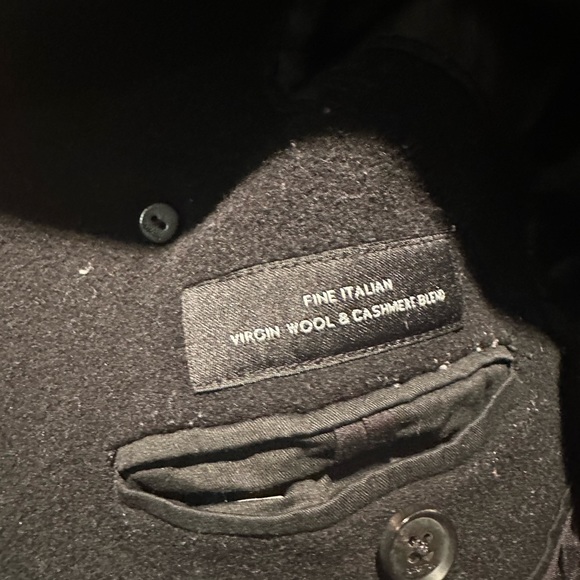 FINE ITALIAN
VIRGIN WOOL & CASHMERE BLEND